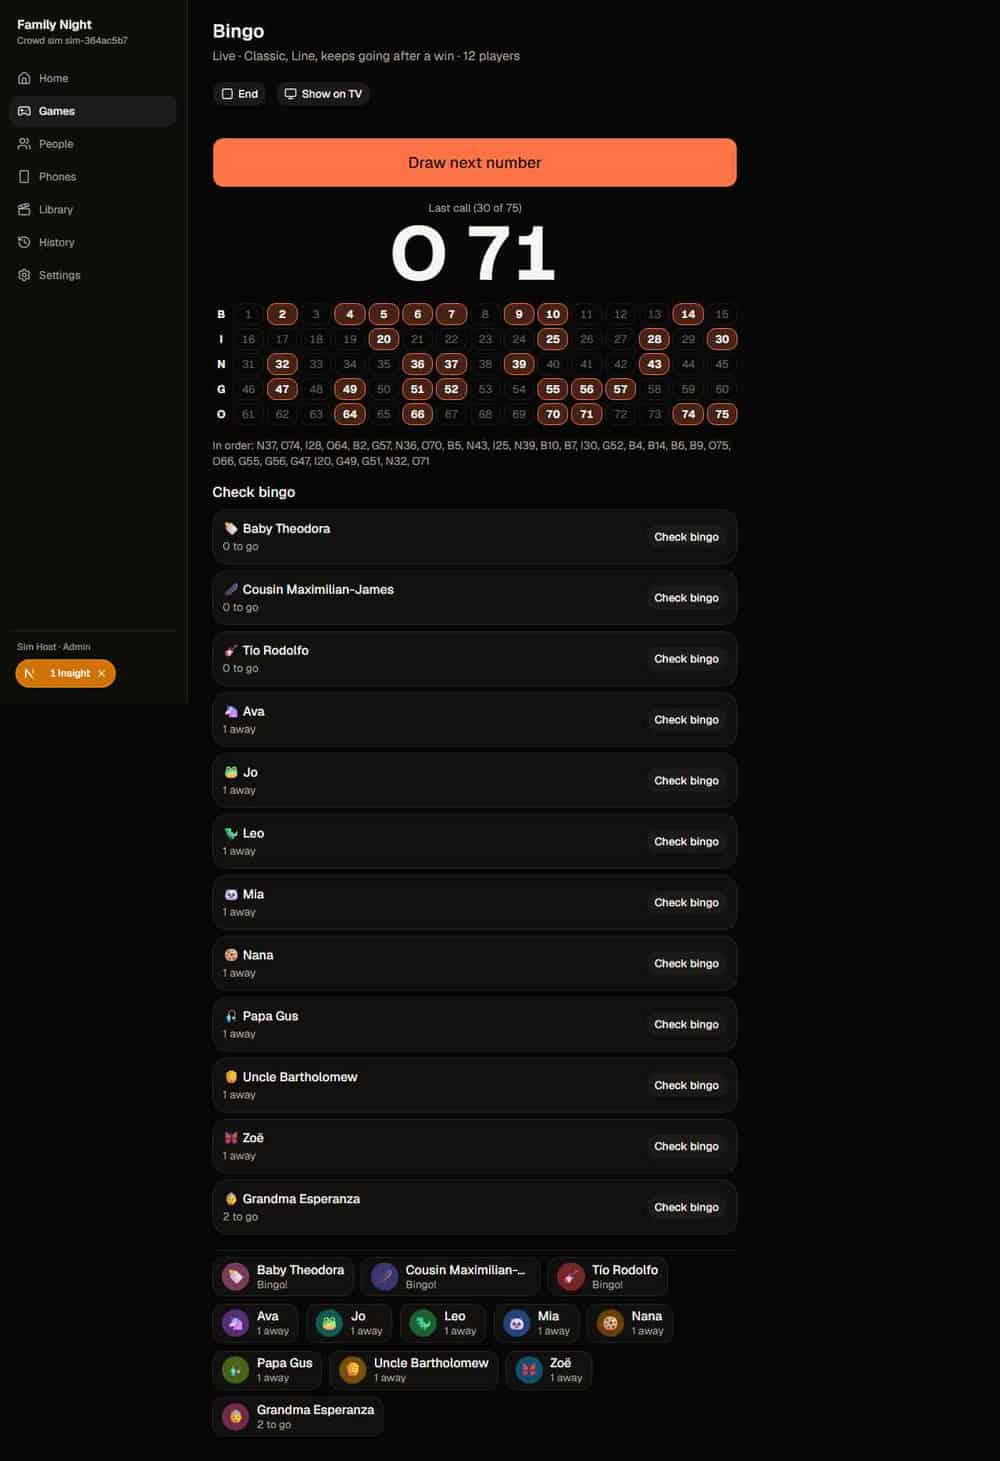 Family Night
Crowd sim sim-364ac5b7
Home
Games
People
Phones
Library
History
Settings
Sim Host · Admin
1 Insight
Bingo
Live · Classic, Line, keeps going after a win · 12 players
End
Show on TV
Draw next number
Last call (30 of 75)
O 71
B 1 2 3 4 5 6 7 8 9 10 11 12 13 14 15
I 16 17 18 19 20 21 22 23 24 25 26 27 28 29 30
N 31 32 33 34 35 36 37 38 39 40 41 42 43 44 45
G 46 47 48 49 50 51 52 53 54 55 56 57 58 59 60
O 61 62 63 64 65 66 67 68 69 70 71 72 73 74 75
In order: N37, O74, I28, O64, B2, G57, N36, O70, B5, N43, I25, N39, B10, B7, I30, G52, B4, B14, B6, B9, O75,
O66, G55, G56, G47, I20, G49, G51, N32, O71
Check bingo
Baby Theodora
0 to go
Check bingo
Cousin Maximilian-James
0 to go
Check bingo
Tío Rodolfo
0 to go
Check bingo
Ava
1 away
Check bingo
Jo
1 away
Check bingo
Leo
1 away
Check bingo
Mia
1 away
Check bingo
Nana
1 away
Check bingo
Papa Gus
1 away
Check bingo
Uncle Bartholomew
1 away
Check bingo
Zoë
1 away
Check bingo
Grandma Esperanza
2 to go
Check bingo
Baby Theodora
Bingo!
Cousin Maximilian-...
Bingo!
Tío Rodolfo
Bingo!
Ava
1 away
Jo
1 away
Leo
1 away
Mia
1 away
Nana
1 away
Papa Gus
1 away
Uncle Bartholomew
1 away
Zoë
1 away
Grandma Esperanza
2 to go